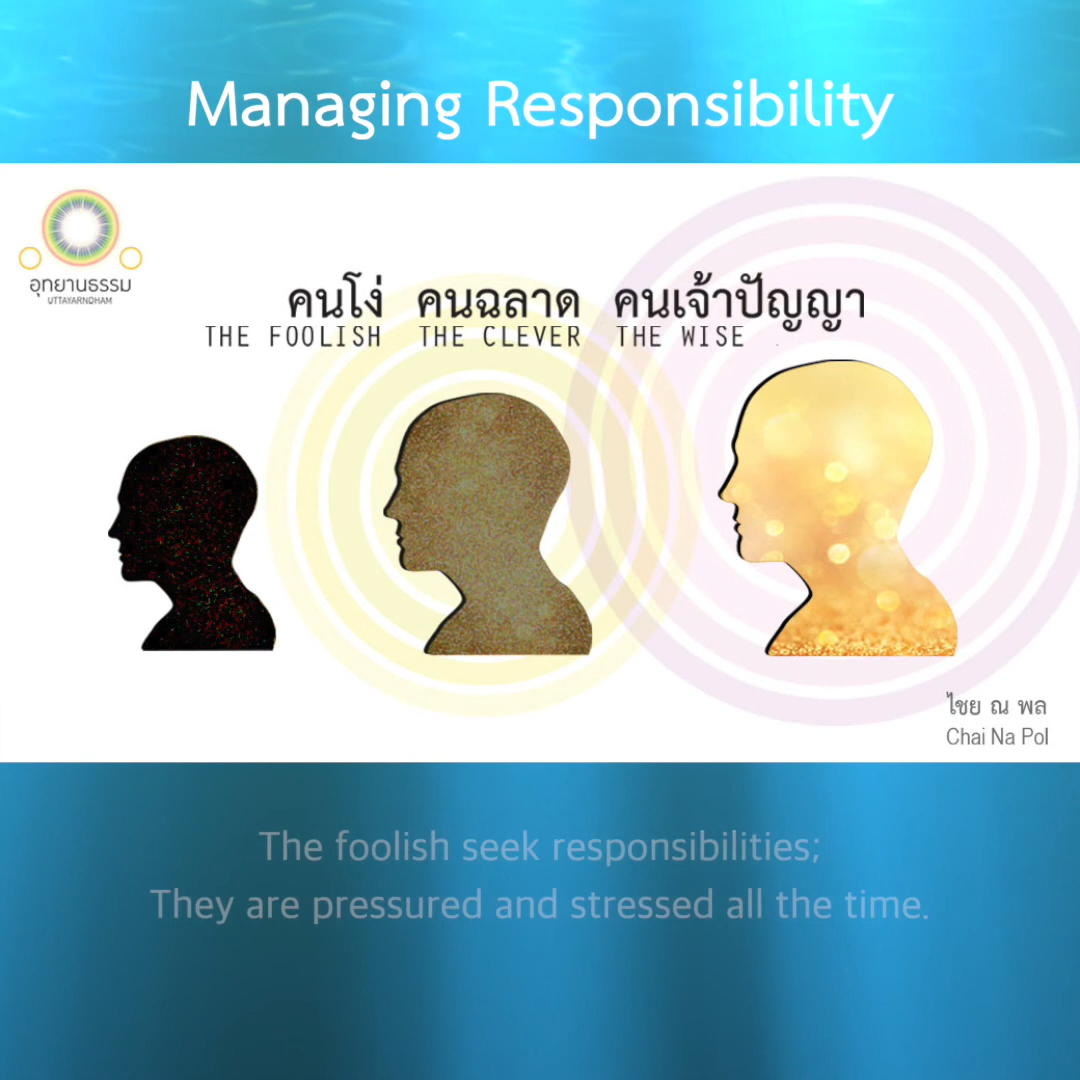 Managing Responsibility
อุทยานธรรม
UTTAYARNDHAM
คนโง่ คนฉลาด คนเจ้าปัญญา
THE FOOLISH THE CLEVER THE WISE
ไชย ณ พล
Chai Na Pol
The foolish seek responsibilities;
They are pressured and stressed all the time.